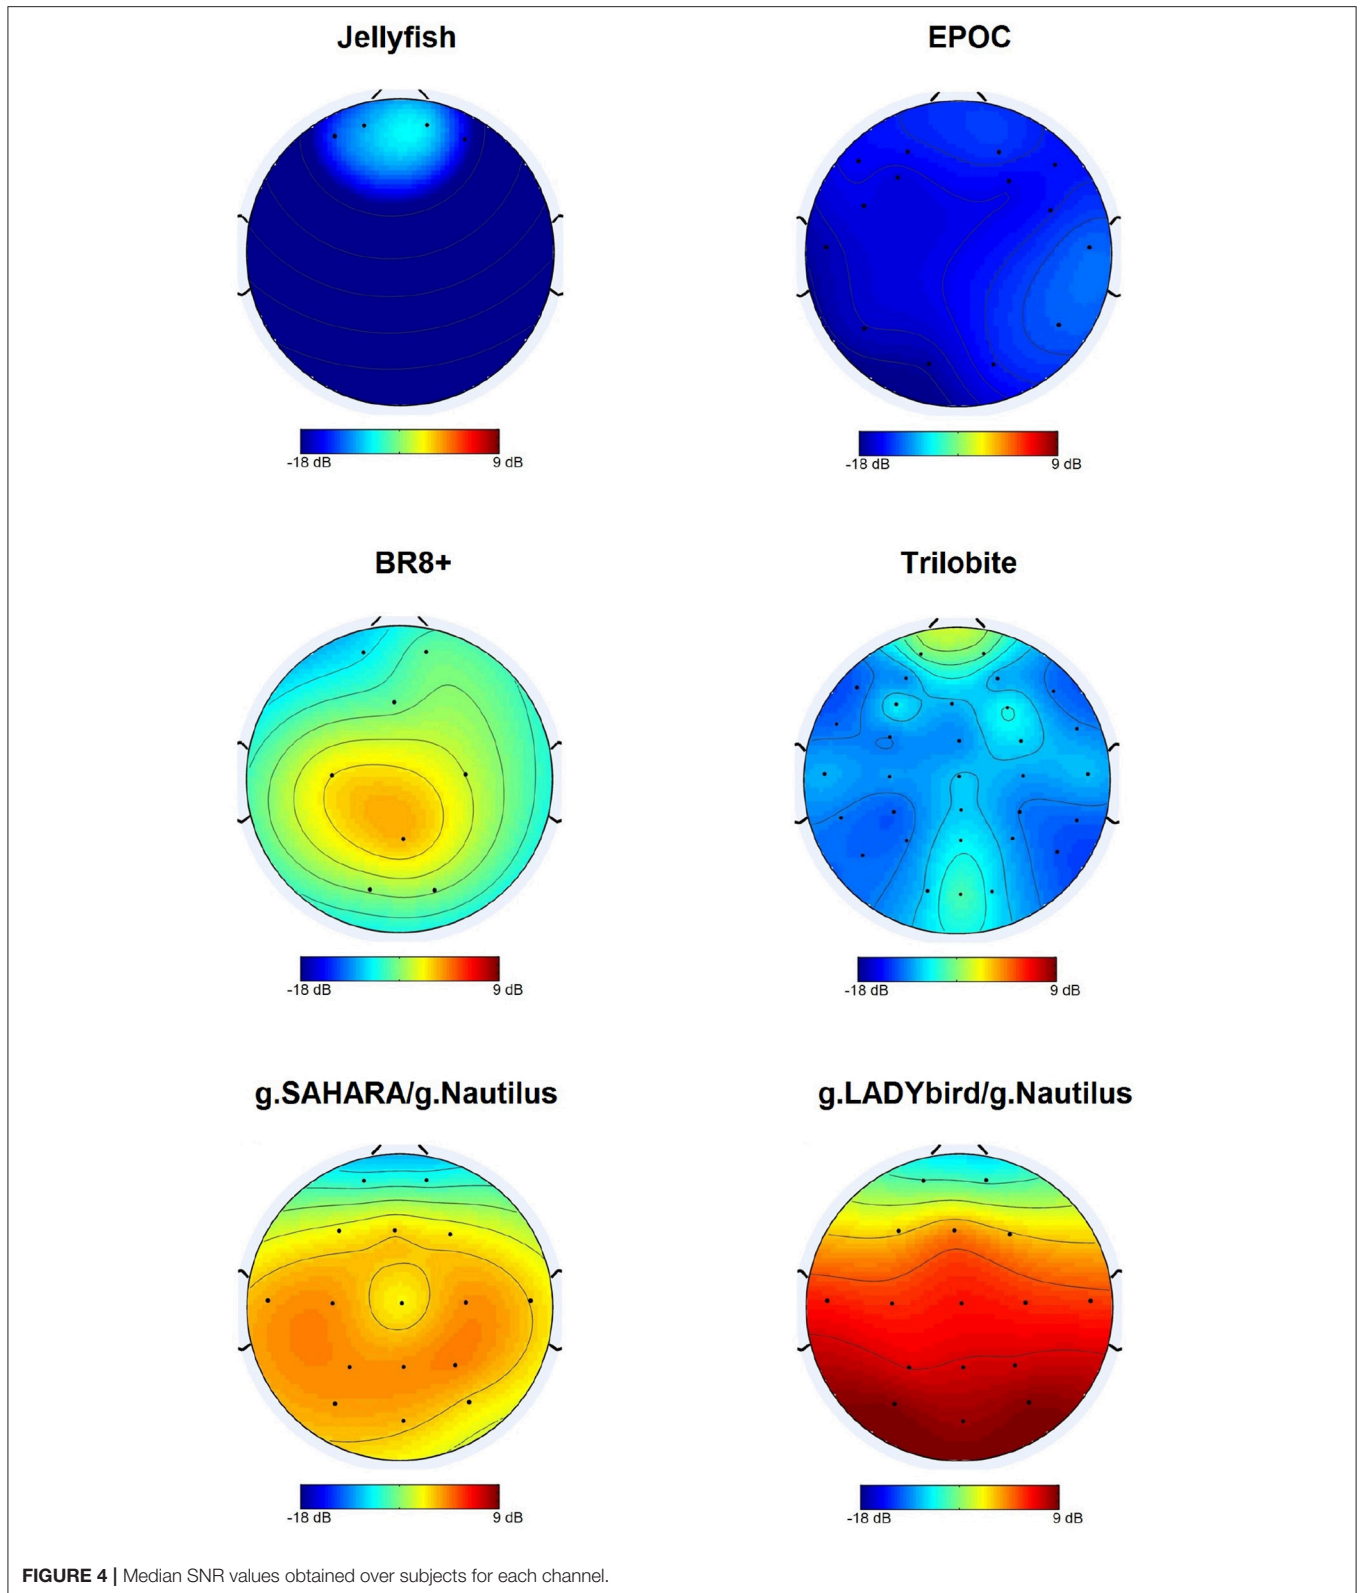 Jellyfish EPOC
-18 dB 9 dB -18 dB 9 dB
BR8+ Trilobite
-18 dB 9 dB -18 dB 9 dB
g.SAHARA/g.Nautilus g.LADYbird/g.Nautilus
-18 dB 9 dB -18 dB 9 dB
FIGURE 4 | Median SNR values obtained over subjects for each channel.